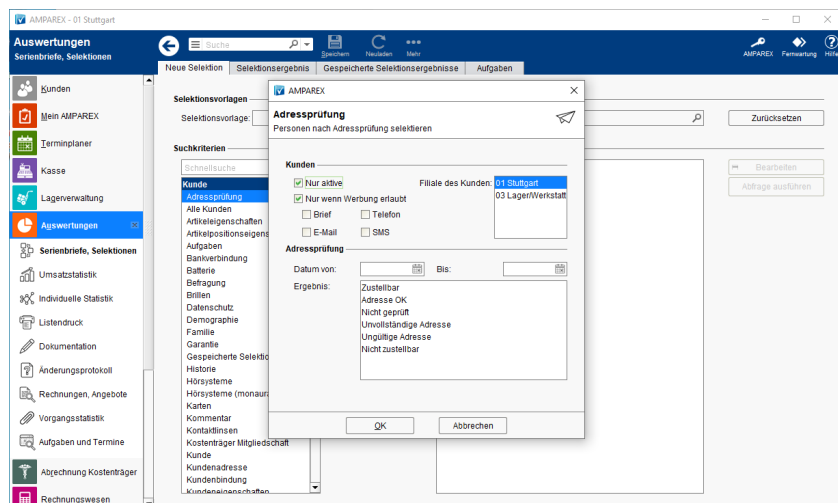 AMPAREX - 01 Stuttgart
Auswertungen
Serienbriefe, Selektionen
Suche
Speichern
Neuladen
Mehr
AMPAREX
Fernwartung
Hilfe
Neue Selektion
Selektionsergebnis
Gespeicherte Selektionsergebnisse
Aufgaben
Kunden
Mein AMPAREX
Terminplaner
Kasse
Lagerverwaltung
Auswertungen
Serienbriefe, Selektionen
Umsatzstatistik
Individuelle Statistik
Listendruck
Dokumentation
Änderungsprotokoll
Rechnungen, Angebote
Vorgangsstatistik
Aufgaben und Termine
Abrechnung Kostenträger
Rechnungswesen
Selektionsvorlagen
Selektionsvorlage:
Zurücksetzen
Suchkriterien
Schnellsuche
Kunde
Adressprüfung
Alle Kunden
Artikeleigenschaften
Artikelpositionseigens
Aufgaben
Bankverbindung
Batterie
Befragung
Brillen
Datenschutz
Demographie
Familie
Garantie
Gespeicherte Selektio
Historie
Hörsysteme
Hörsysteme (monaura
Karten
Kommentar
Kontaktlinsen
Kostenträger Mitgliedschaft
Kunde
Kundenadresse
Kundenbindung
Kundeneigenschaften
Bearbeiten
Abfrage ausführen
AMPAREX
Adressprüfung
Personen nach Adressprüfung selektieren
Kunden
Nur aktive
Filiale des Kunden:
01 Stuttgart
03 Lager/Werkstatt
Nur wenn Werbung erlaubt
Brief
Telefon
E-Mail
SMS
Adressprüfung
Datum von:
Bis:
Ergebnis:
Zustellbar
Adresse OK
Nicht geprüft
Unvollständige Adresse
Ungültige Adresse
Nicht zustellbar
OK
Abbrechen